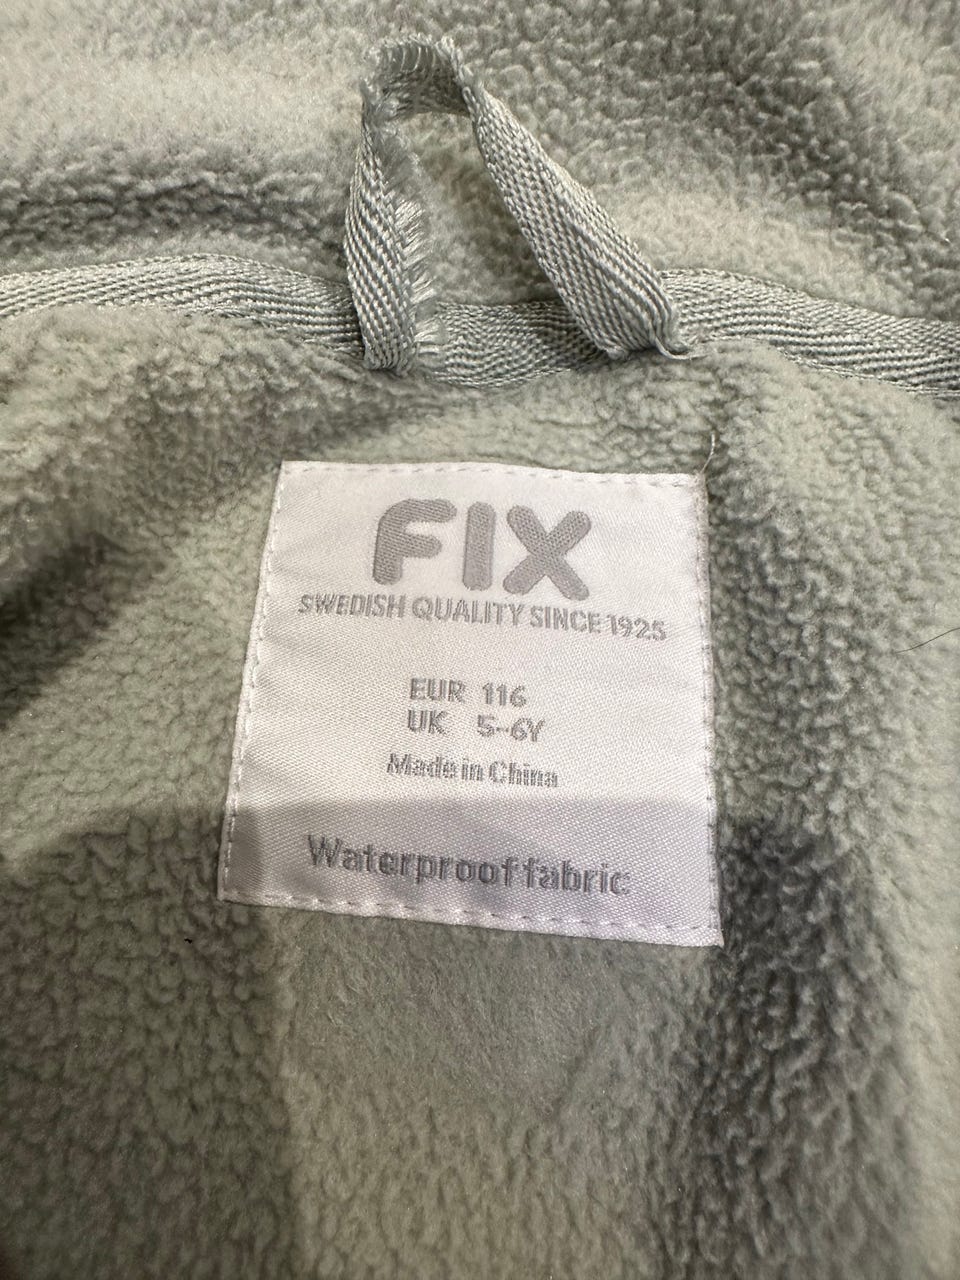 FIX
SWEDISH QUALITY SINCE 1925
EUR 116
UK 5-6Y
Made in China
Waterproof fabric